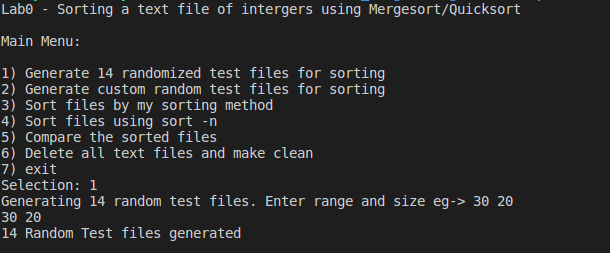 Lab0 - Sorting a text file of intergers using Mergesort/Quicksort
Main Menu:
1) Generate 14 randomized test files for sorting
2) Generate custom random test files for sorting
3) Sort files by my sorting method
4) Sort files using sort -n
5) Compare the sorted files
6) Delete all text files and make clean
7) exit
Selection: 1
Generating 14 random test files. Enter range and size eg-> 30 20
30 20
14 Random Test files generated